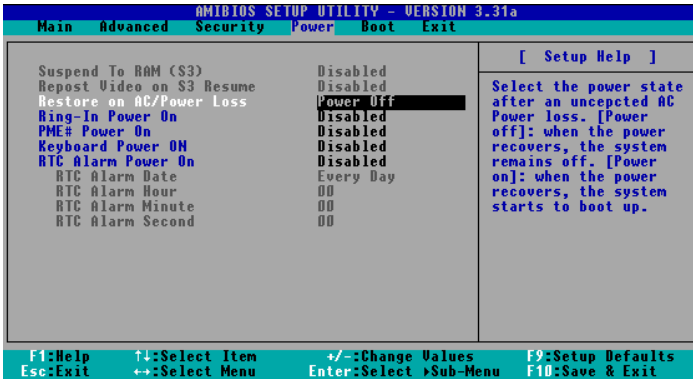 AMIBIOS SETUP UTILITY - VERSION 3.31a
Main Advanced Security Power Boot Exit
Suspend To RAM (S3) Disabled
Repost Video on S3 Resume Disabled
Restore on AC/Power Loss Power Off
Ring-In Power On Disabled
PME# Power On Disabled
Keyboard Power ON Disabled
RTC Alarm Power On Disabled
RTC Alarm Date Every Day
RTC Alarm Hour 00
RTC Alarm Minute 00
RTC Alarm Second 00
[ Setup Help ]
Select the power state
after an uncepcted AC
Power loss. [Power
off]: when the power
recovers, the system
remains off. [Power
on]: when the power
recovers, the system
starts to boot up.
F1:Help ↑↓:Select Item +/-:Change Values F9:Setup Defaults
Esc:Exit ↔:Select Menu Enter:Select ▸Sub-Menu F10:Save & Exit